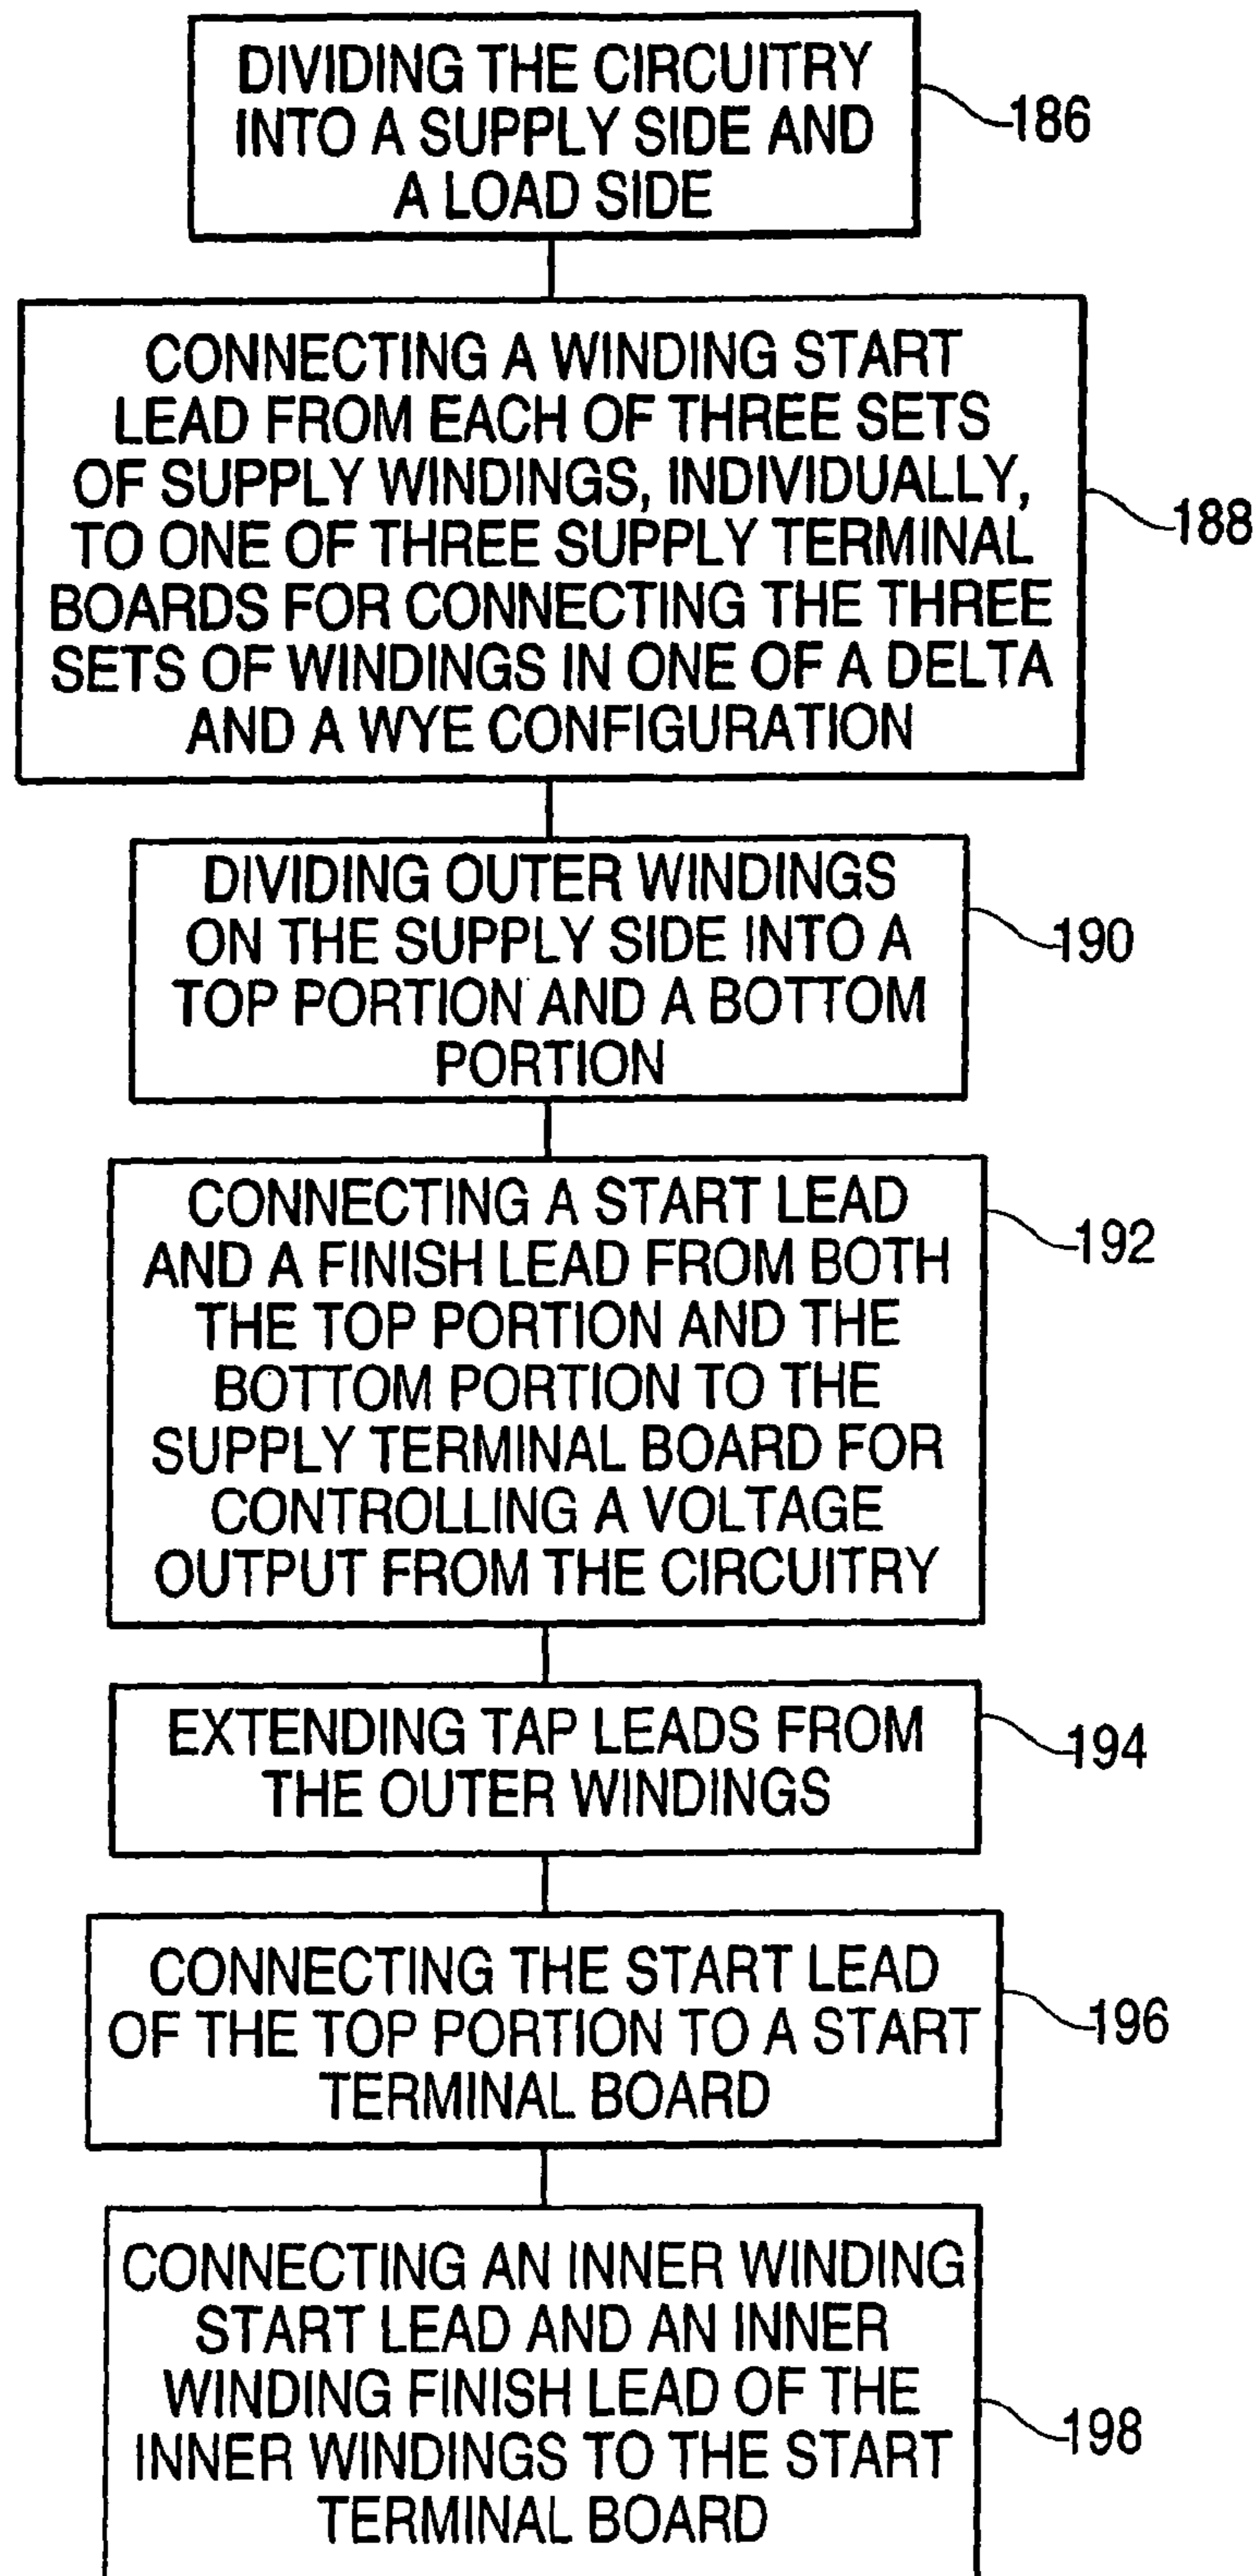 DIVIDING THE CIRCUITRY
INTO A SUPPLY SIDE AND
A LOAD SIDE
186
CONNECTING A WINDING START
LEAD FROM EACH OF THREE SETS
OF SUPPLY WINDINGS, INDIVIDUALLY,
TO ONE OF THREE SUPPLY TERMINAL
BOARDS FOR CONNECTING THE THREE
SETS OF WINDINGS IN ONE OF A DELTA
AND A WYE CONFIGURATION
188
DIVIDING OUTER WINDINGS
ON THE SUPPLY SIDE INTO A
TOP PORTION AND A BOTTOM
PORTION
190
CONNECTING A START LEAD
AND A FINISH LEAD FROM BOTH
THE TOP PORTION AND THE
BOTTOM PORTION TO THE
SUPPLY TERMINAL BOARD FOR
CONTROLLING A VOLTAGE
OUTPUT FROM THE CIRCUITRY
192
EXTENDING TAP LEADS FROM
THE OUTER WINDINGS
194
CONNECTING THE START LEAD
OF THE TOP PORTION TO A START
TERMINAL BOARD
196
CONNECTING AN INNER WINDING
START LEAD AND AN INNER
WINDING FINISH LEAD OF THE
INNER WINDINGS TO THE START
TERMINAL BOARD
198